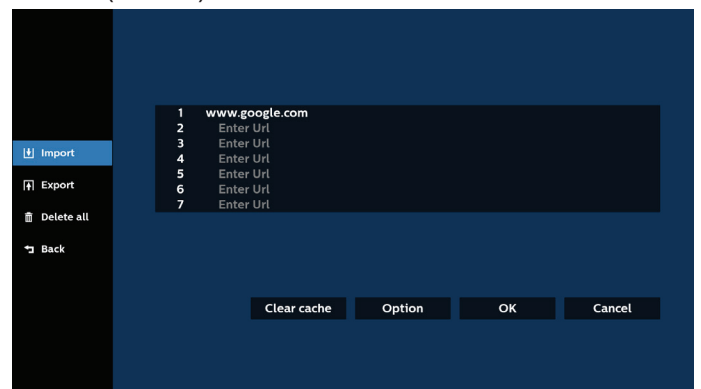 Import
Export
Delete all
Back
1 www.google.com
2 Enter Url
3 Enter Url
4 Enter Url
5 Enter Url
6 Enter Url
7 Enter Url
Clear cache Option OK Cancel